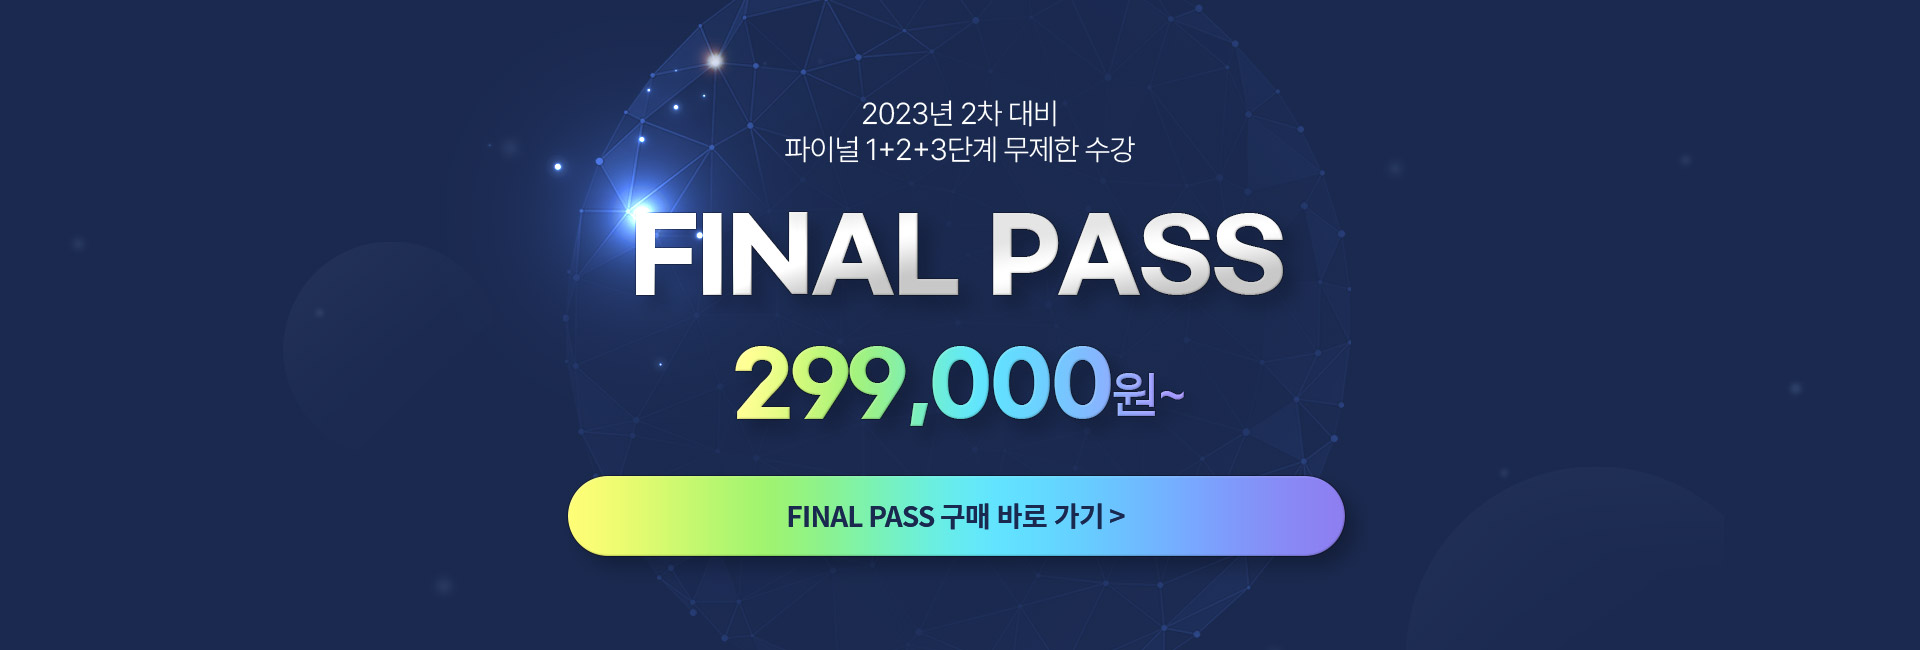 2023년 2차 대비
파이널 1+2+3단계 무제한 수강
FINAL PASS
299,000원~
FINAL PASS 구매 바로 가기 >